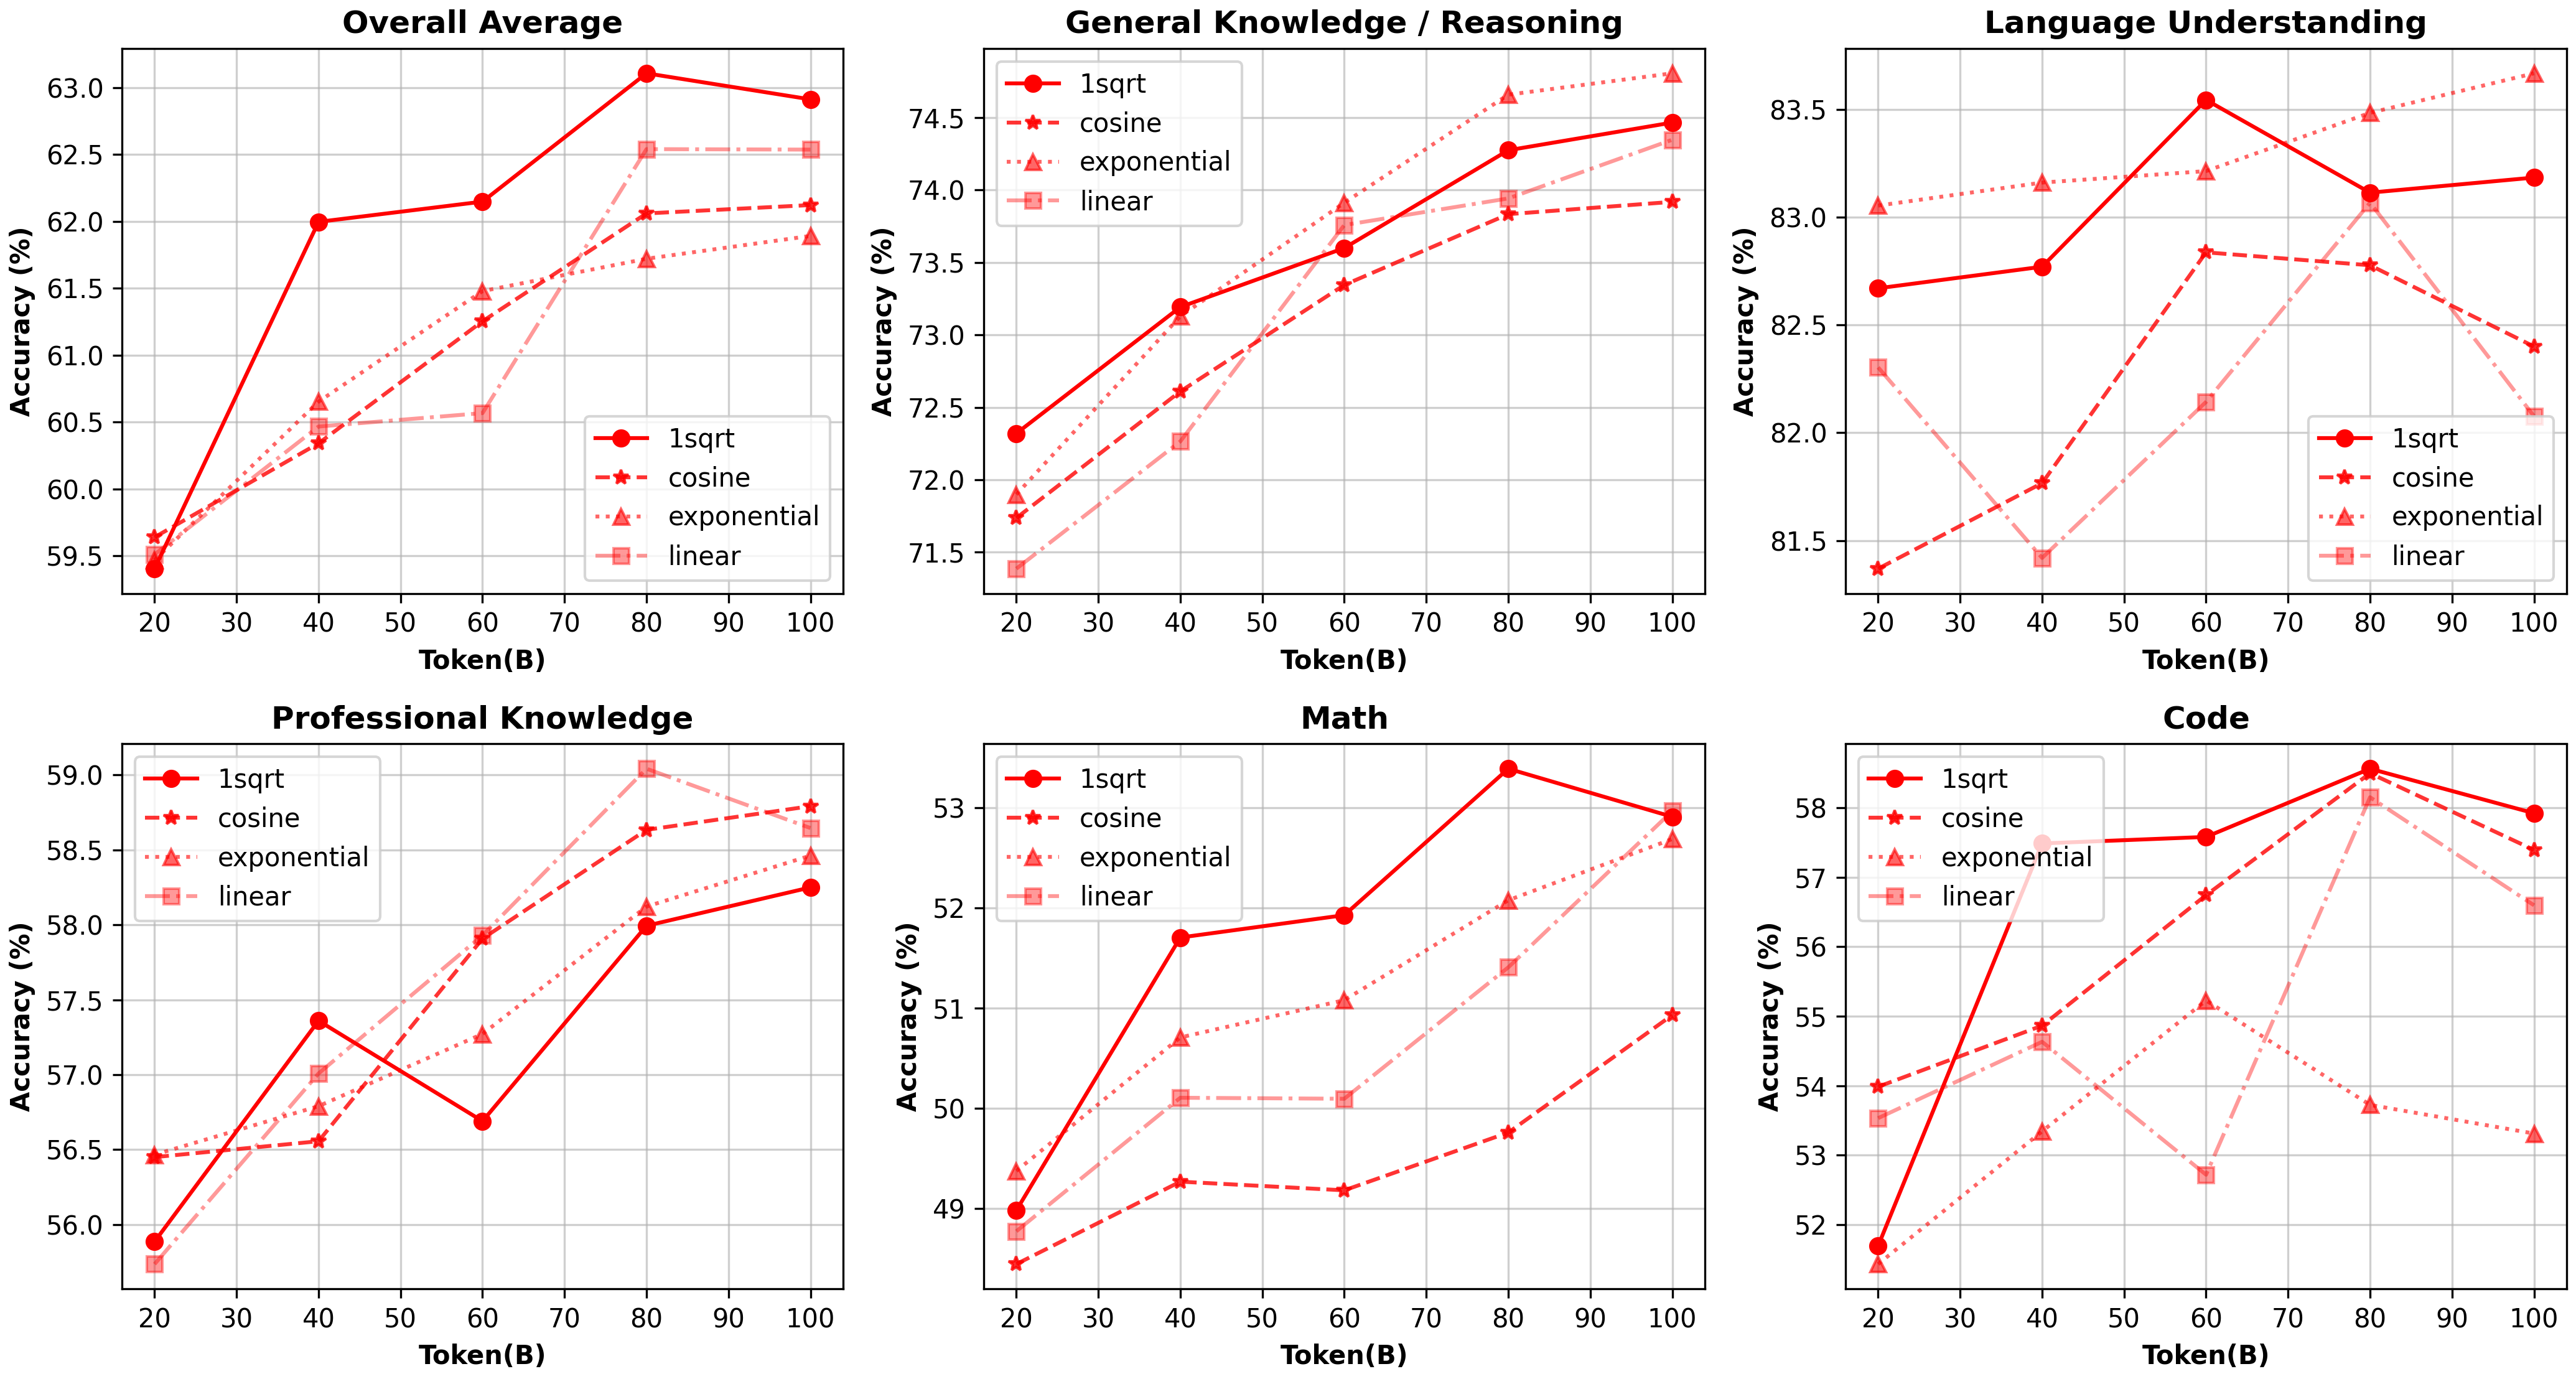 Overall Average
Accuracy (%)
63.0
62.5
62.0
61.5
61.0
60.5
60.0
59.5
1sqrt
cosine
exponential
linear
20 30 40 50 60 70 80 90 100
Token(B)
General Knowledge / Reasoning
Accuracy (%)
74.5
74.0
73.5
73.0
72.5
72.0
71.5
1sqrt
cosine
exponential
linear
20 30 40 50 60 70 80 90 100
Token(B)
Language Understanding
Accuracy (%)
83.5
83.0
82.5
82.0
81.5
1sqrt
cosine
exponential
linear
20 30 40 50 60 70 80 90 100
Token(B)
Professional Knowledge
Accuracy (%)
59.0
58.5
58.0
57.5
57.0
56.5
56.0
1sqrt
cosine
exponential
linear
20 30 40 50 60 70 80 90 100
Token(B)
Math
Accuracy (%)
53
52
51
50
49
1sqrt
cosine
exponential
linear
20 30 40 50 60 70 80 90 100
Token(B)
Code
Accuracy (%)
58
57
56
55
54
53
52
1sqrt
cosine
exponential
linear
20 30 40 50 60 70 80 90 100
Token(B)